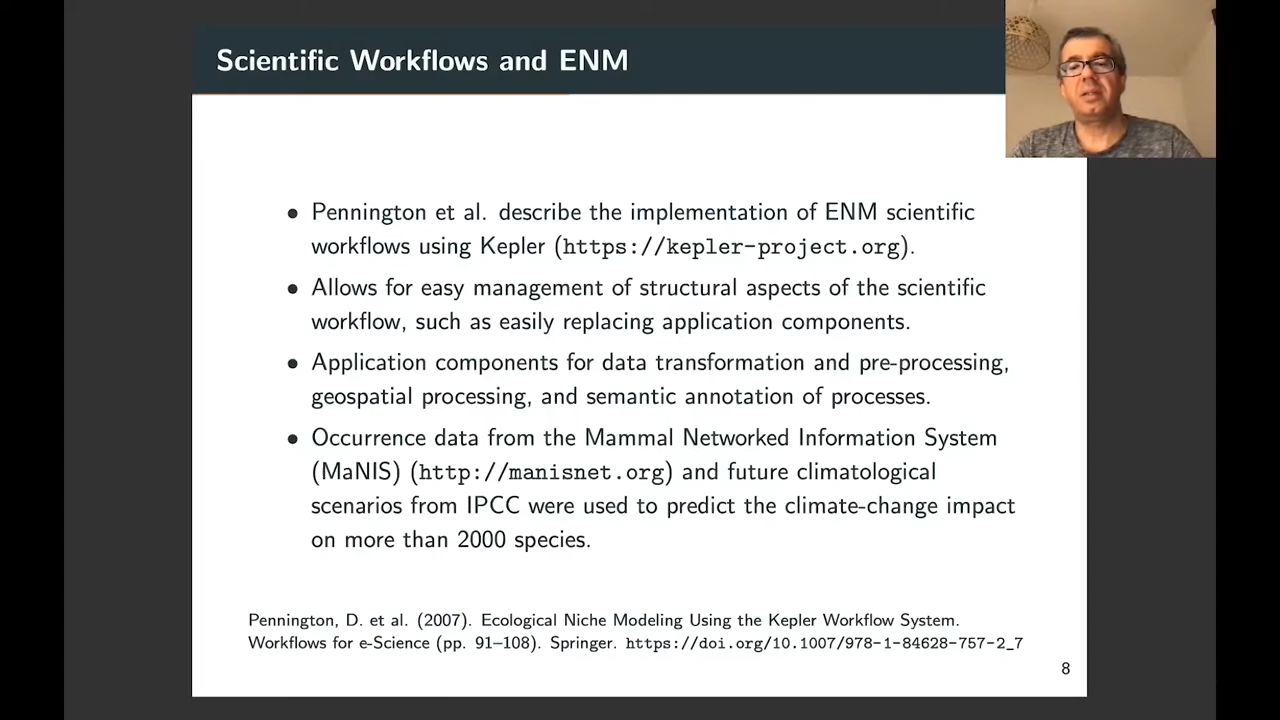 Scientific Workflows and ENM
• Pennington et al. describe the implementation of ENM scientific
workflows using Kepler (https://kepler-project.org).
• Allows for easy management of structural aspects of the scientific
workflow, such as easily replacing application components.
• Application components for data transformation and pre-processing,
geospatial processing, and semantic annotation of processes.
• Occurrence data from the Mammal Networked Information System
(MaNIS) (http://manisnet.org) and future climatological
scenarios from IPCC were used to predict the climate-change impact
on more than 2000 species.
Pennington, D. et al. (2007). Ecological Niche Modeling Using the Kepler Workflow System.
Workflows for e-Science (pp. 91–108). Springer. https://doi.org/10.1007/978-1-84628-757-2_7
8